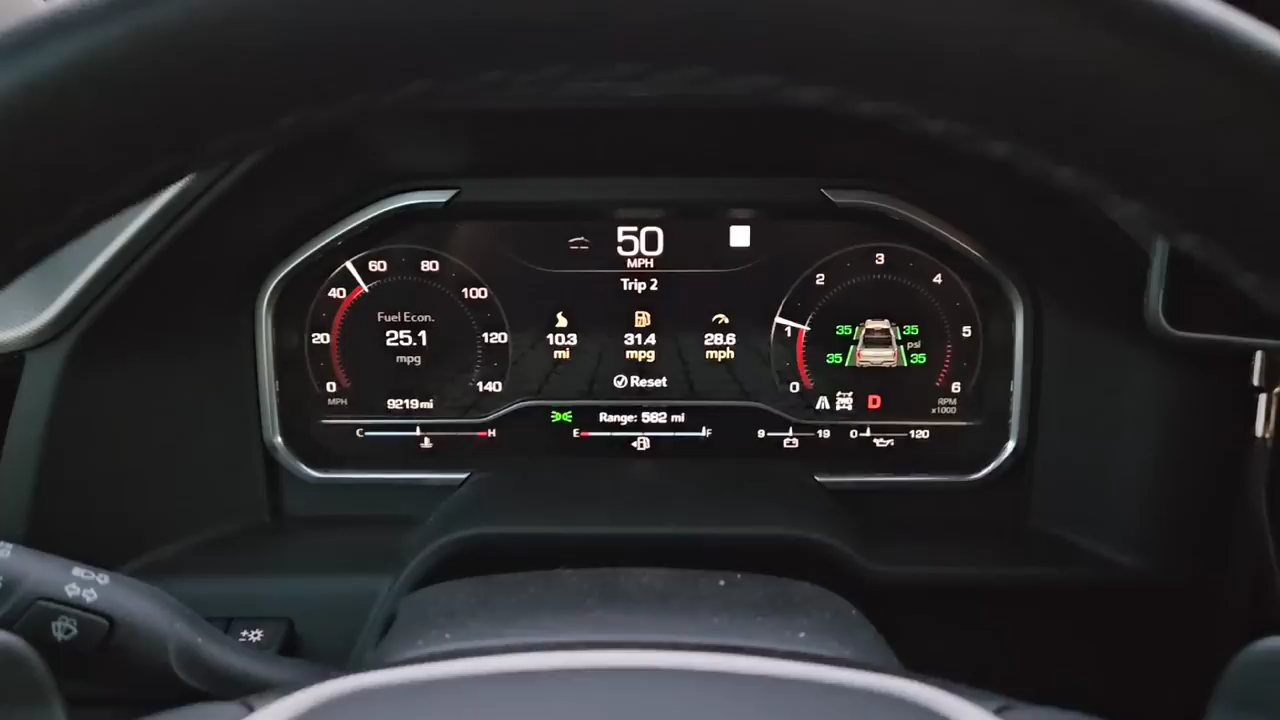 50
MPH
Trip 2
0
20
40
60
80
100
120
140
MPH
Fuel Econ.
25.1
mpg
9219 mi
10.3
mi
31.4
mpg
28.6
mph
Reset
Range: 582 mi
0
1
2
3
4
5
6
RPM
x1000
35 35
psi
35 35
2WD
D
C H
E F
9 19
0 120